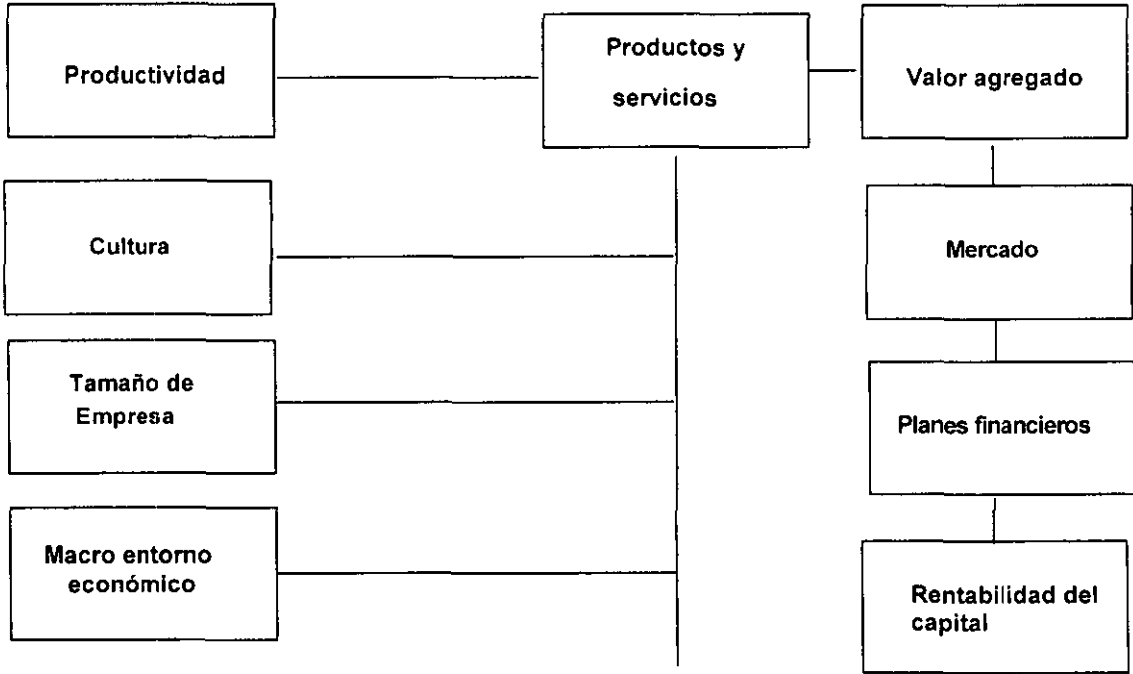 Productividad
Productos y
servicios
Valor agregado
Cultura
Mercado
Tamaño de
Empresa
Planes financieros
Macro entorno
económico
Rentabilidad del
capital